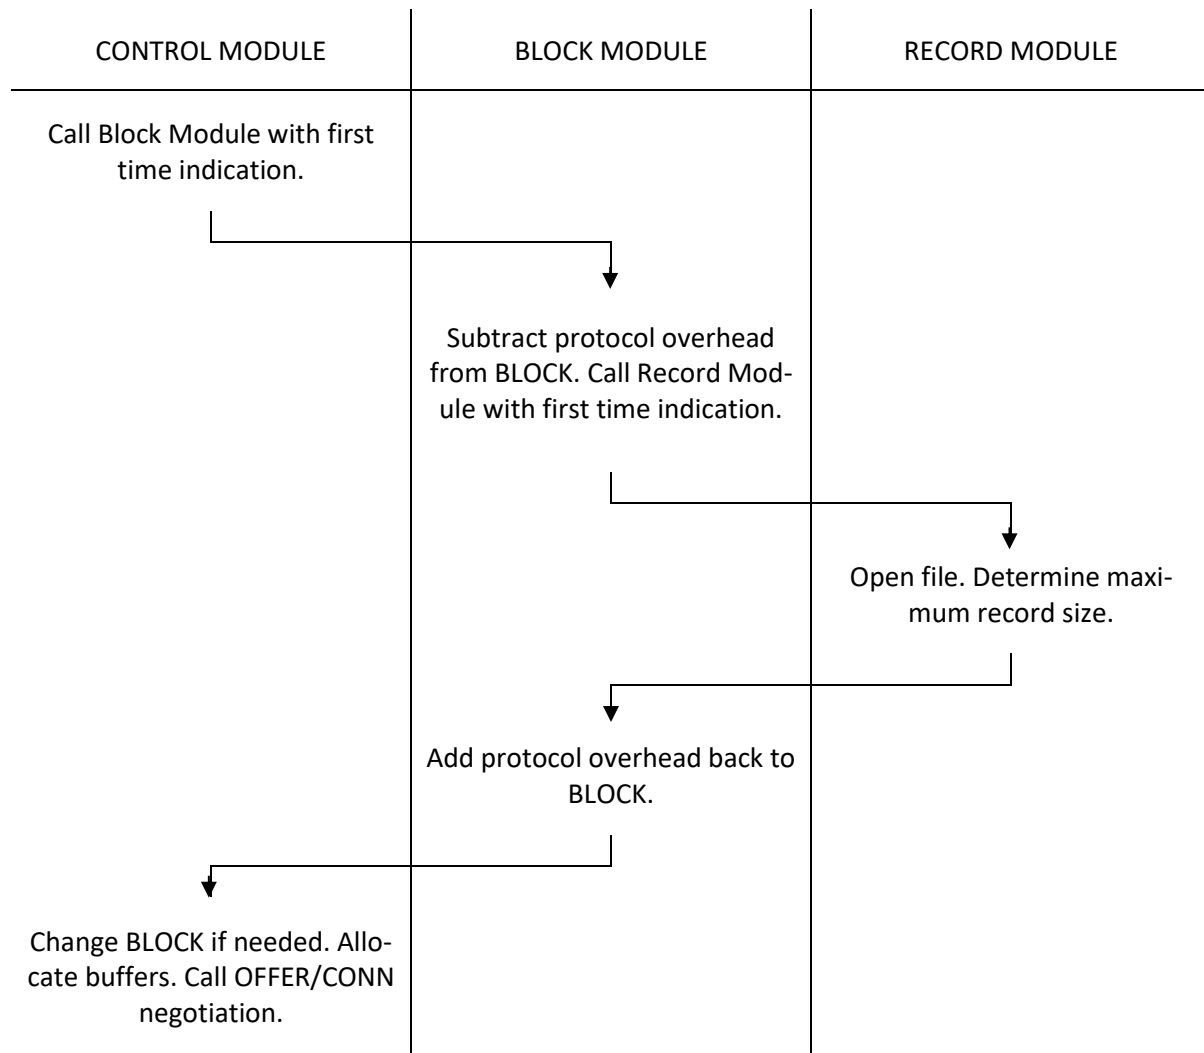 CONTROL MODULE
BLOCK MODULE
RECORD MODULE
Call Block Module with first
time indication.
Subtract protocol overhead
from BLOCK. Call Record Mod-
ule with first time indication.
Open file. Determine maxi-
mum record size.
Add protocol overhead back to
BLOCK.
Change BLOCK if needed. Allo-
cate buffers. Call OFFER/CONN
negotiation.